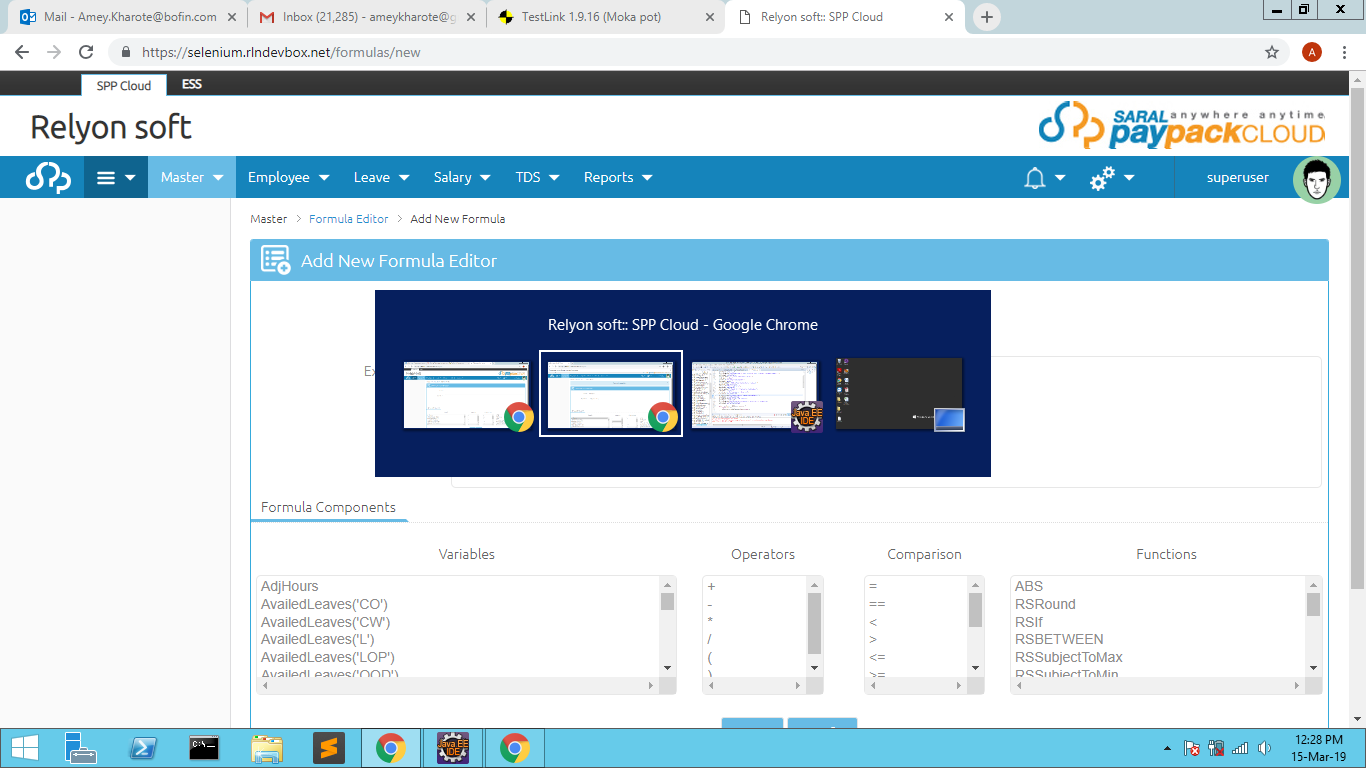 Mail - Amey.Kharote@bofin.com
Inbox (21,285) - ameykharote@g
TestLink 1.9.16 (Moka pot)
Relyon soft:: SPP Cloud
https://selenium.rlndevbox.net/formulas/new
A
SPP Cloud
ESS
Relyon soft
SARAL anywhere anytime
paypackCLOUD
Master
Employee
Leave
Salary
TDS
Reports
superuser
Master > Formula Editor > Add New Formula
Add New Formula Editor
Relyon soft:: SPP Cloud - Google Chrome
Ex
Java EE
IDE
Formula Components
Variables
Operators
Comparison
Functions
AdjHours
AvailedLeaves('CO')
AvailedLeaves('CW')
AvailedLeaves('L')
AvailedLeaves('LOP')
AvailedLeaves('OOD')
+
-
*
/
(
)
=
==
<
>
<=
>=
ABS
RSRound
RSIf
RSBETWEEN
RSSubjectToMax
RSSubjectToMin
C:\_
Java EE
IDE
12:28 PM
15-Mar-19